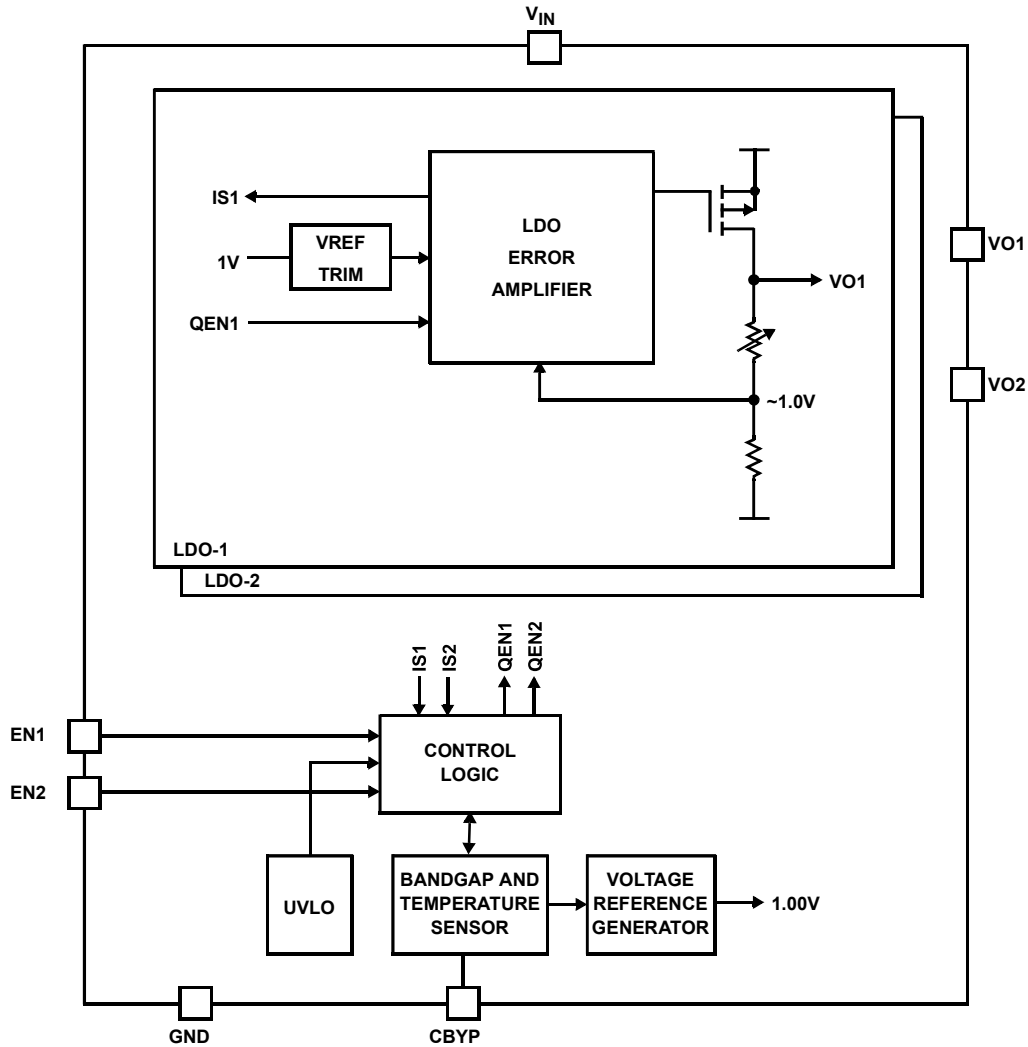 VIN
IS1
LDO
ERROR
AMPLIFIER
VREF
TRIM
1V
QEN1
VO1
~1.0V
VO1
VO2
LDO-1
LDO-2
IS1
IS2
QEN1
QEN2
EN1
EN2
CONTROL
LOGIC
UVLO
BANDGAP AND
TEMPERATURE
SENSOR
VOLTAGE
REFERENCE
GENERATOR
1.00V
GND
CBYP